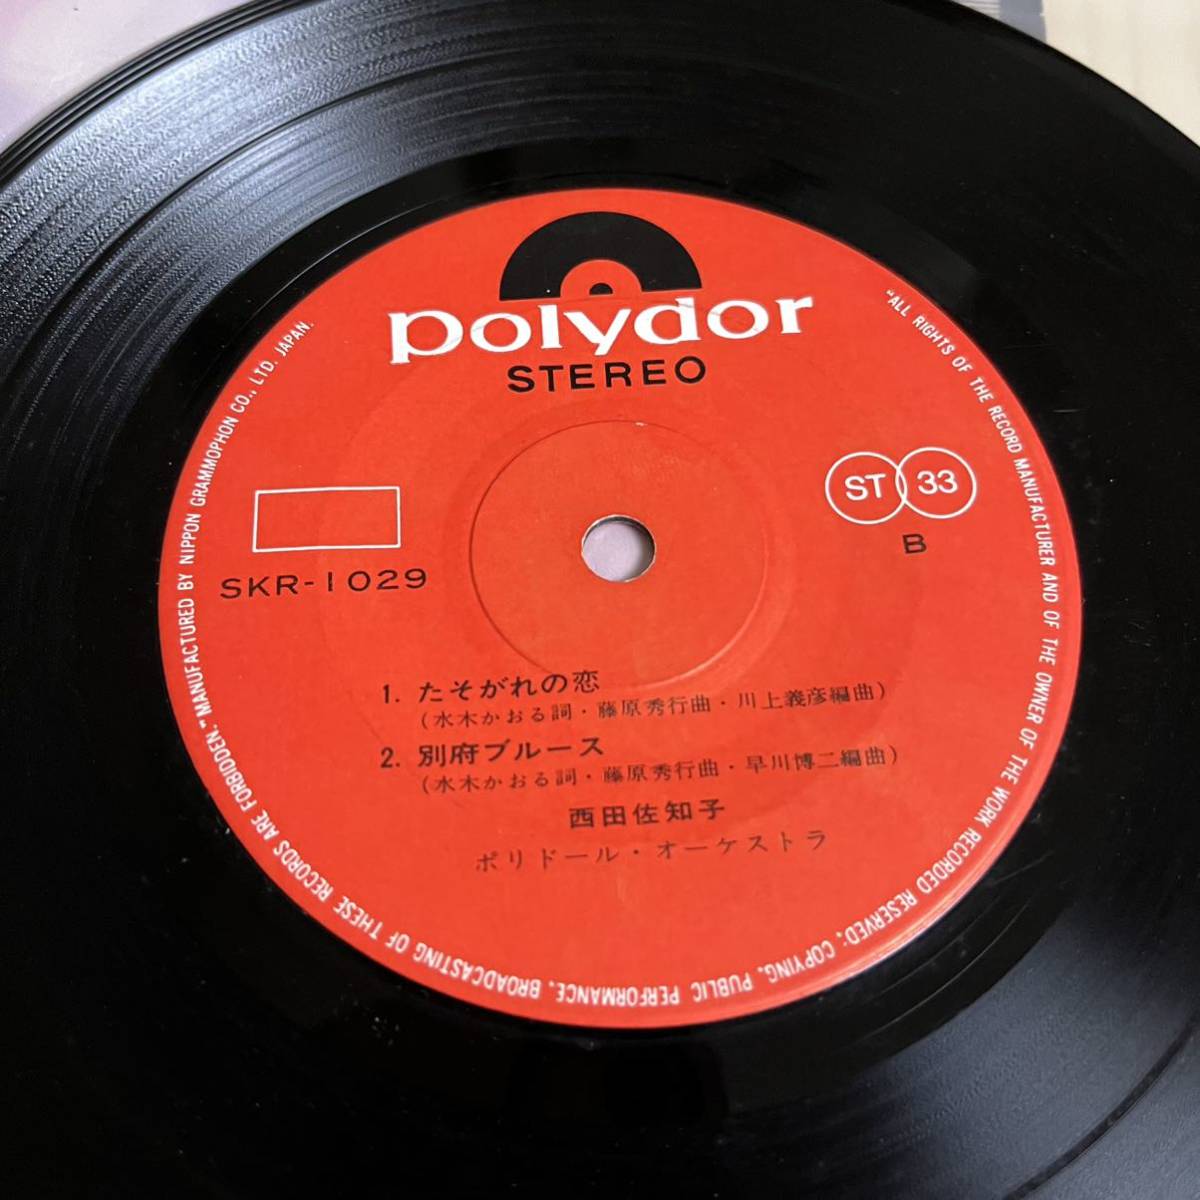 polydor
STEREO
ST 33
B
SKR-1029
1. たそがれの恋
(水木かおる詞・藤原秀行曲・川上義彦編曲)
2. 別府ブルース
(水木かおる詞・藤原秀行曲・早川博二編曲)
西田佐知子
ポリドール・オーケストラ
"ALL RIGHTS OF THE RECORD MANUFACTURER AND OF THE OWNER OF THE WORK RECORDED RESERVED; COPYING, PUBLIC PERFORMANCE, BROADCASTING OF THESE RECORDS ARE FORBIDDEN." MANUFACTURED BY NIPPON GRAMMOPHON CO., LTD. JAPAN.